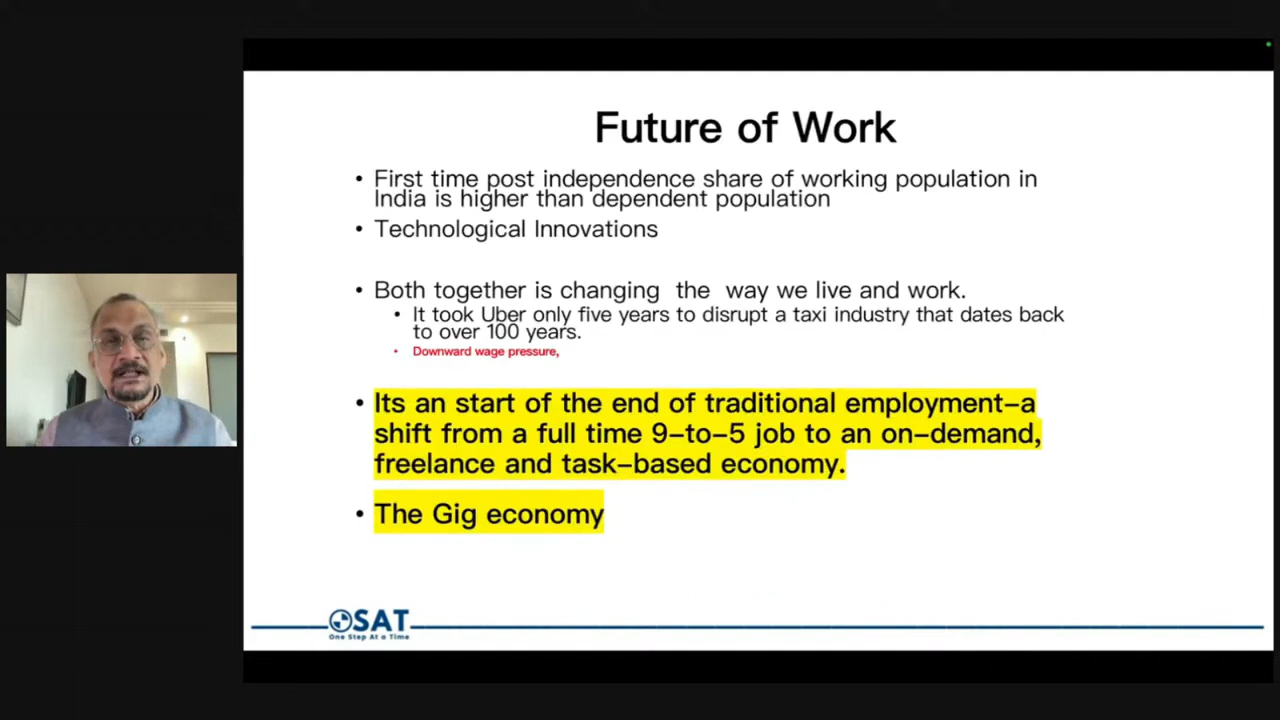 Future of Work
• First time post independence share of working population in
India is higher than dependent population
• Technological Innovations
• Both together is changing the way we live and work.
• It took Uber only five years to disrupt a taxi industry that dates back
to over 100 years.
• Downward wage pressure,
• Its an start of the end of traditional employment–a
shift from a full time 9–to–5 job to an on–demand,
freelance and task–based economy.
• The Gig economy
OSAT
One Step At a Time